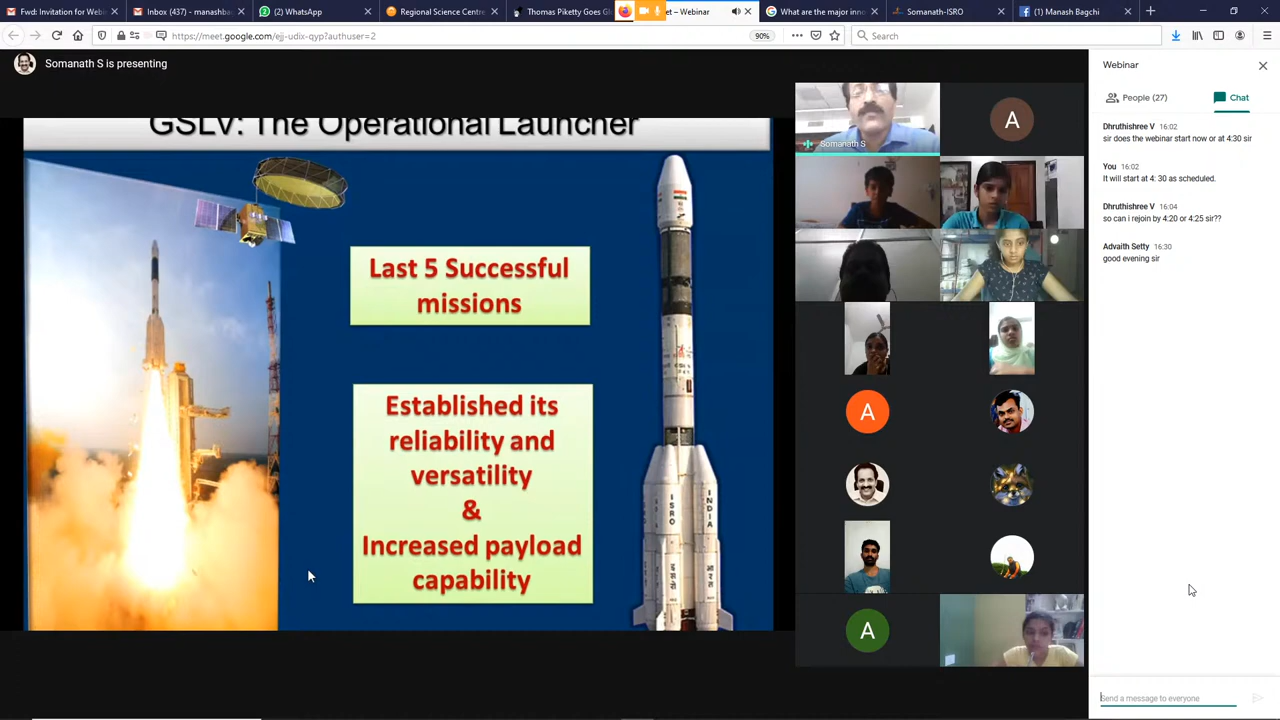 Fwd: Invitation for Webin
Inbox (437) - manashbag
(2) WhatsApp
Regional Science Centre
Thomas Piketty Goes G
et – Webinar
What are the major inno
Somanath-ISRO
(1) Manash Bagchi
https://meet.google.com/ejj-udix-qyp?authuser=2
90%
Search
Somanath S is presenting
GSLV: The Operational Launcher
Last 5 Successful
missions
Established its
reliability and
versatility
&
Increased payload
capability
ISRO
INDIA
इसरो
भारत
Somanath S
A
A
A
Webinar
People (27)
Chat
Dhruthishree V 16:02
sir does the webinar start now or at 4:30 sir
You 16:02
It will start at 4: 30 as scheduled.
Dhruthishree V 16:04
so can i rejoin by 4:20 or 4:25 sir??
Advaith Setty 16:30
good evening sir
Send a message to everyone